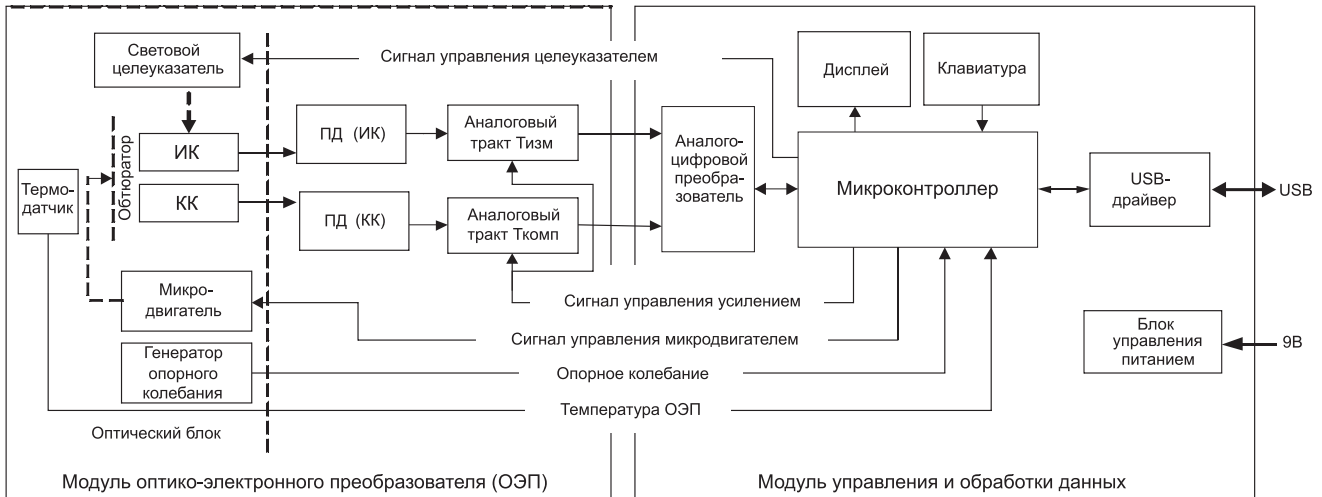 Световой
целеуказатель
Сигнал управления целеуказателем
Дисплей
Клавиатура
Обтюратор
ИК
ПД (ИК)
Аналоговый
тракт Тизм
Аналого-
цифровой
преобра-
зователь
Микроконтроллер
USB-
драйвер
USB
Термо-
датчик
КК
ПД (КК)
Аналоговый
тракт Ткомп
Сигнал управления усилением
Микро-
двигатель
Сигнал управления микродвигателем
Блок
управления
питанием
9В
Генератор
опорного
колебания
Опорное колебание
Температура ОЭП
Оптический блок
Модуль оптико-электронного преобразователя (ОЭП)
Модуль управления и обработки данных